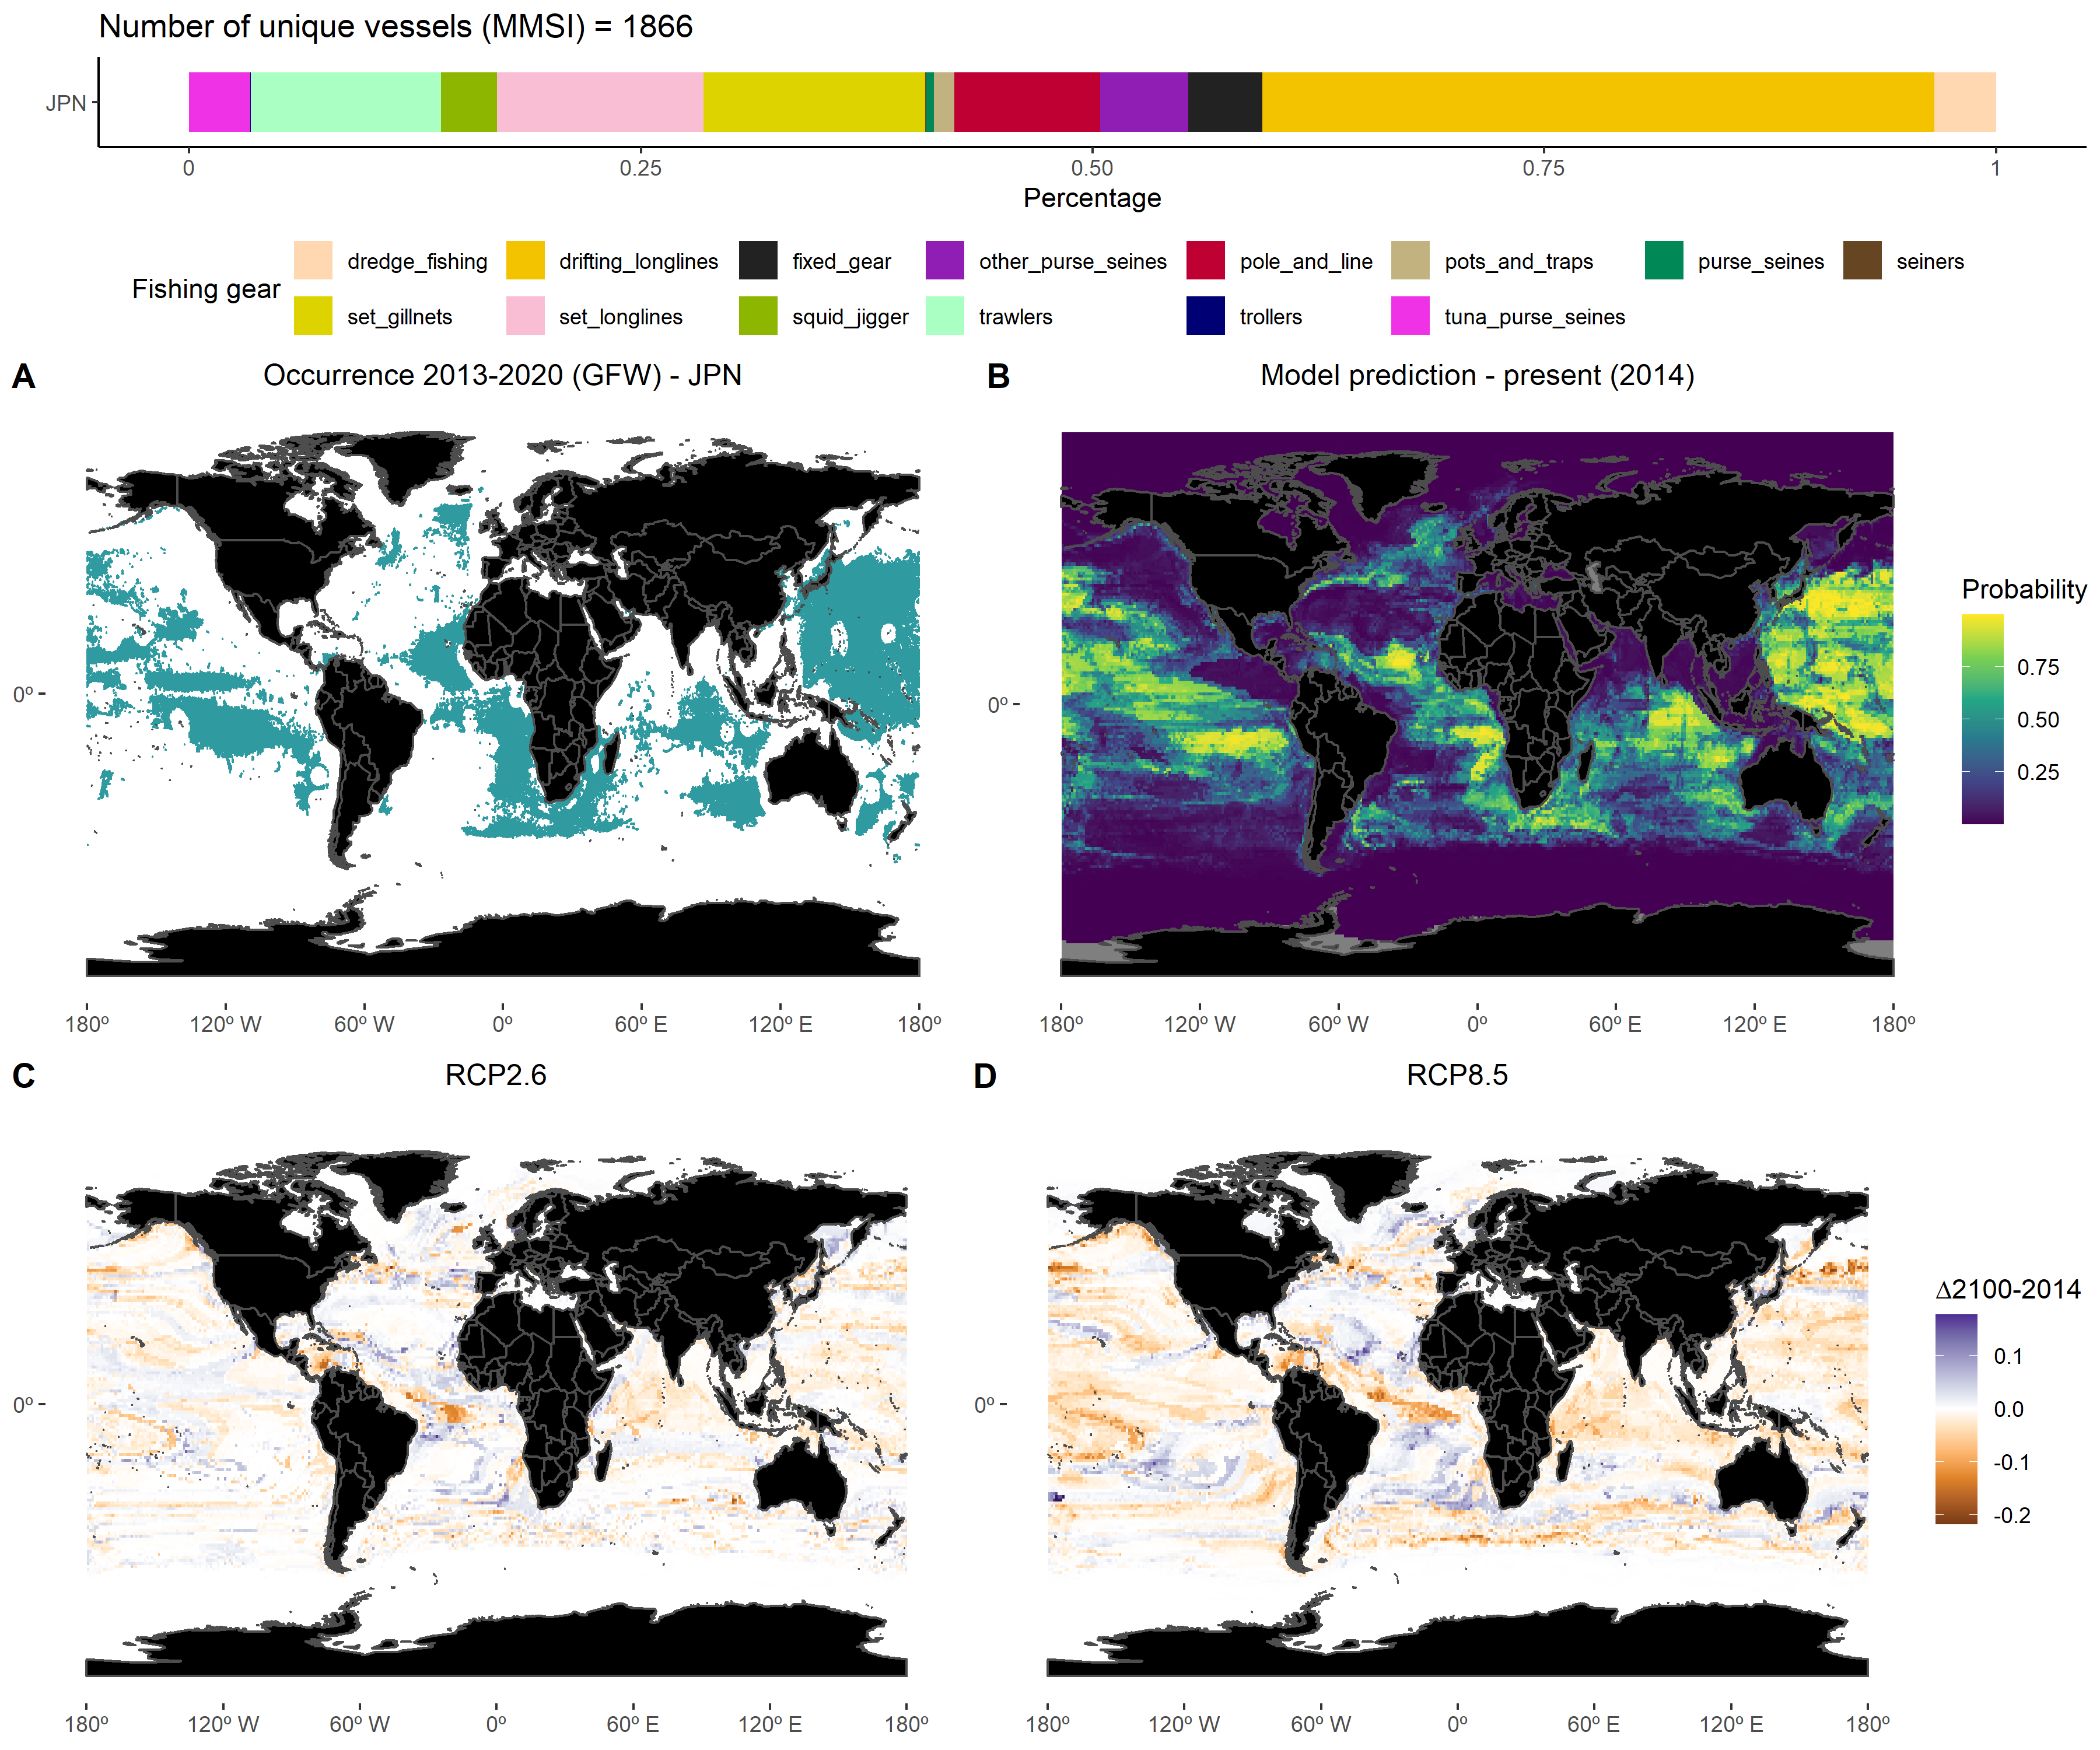 Number of unique vessels (MMSI) = 1866
JPN
0 0.25 0.50 0.75 1
Percentage
Fishing gear
dredge_fishing drifting_longlines fixed_gear other_purse_seines pole_and_line pots_and_traps purse_seines seiners
set_gillnets set_longlines squid_jigger trawlers trollers tuna_purse_seines
A Occurrence 2013-2020 (GFW) - JPN
0º
180º 120º W 60º W 0º 60º E 120º E 180º
B Model prediction - present (2014)
0º
180º 120º W 60º W 0º 60º E 120º E 180º
Probability
0.75
0.50
0.25
C RCP2.6
0º
180º 120º W 60º W 0º 60º E 120º E 180º
D RCP8.5
0º
180º 120º W 60º W 0º 60º E 120º E 180º
Δ2100-2014
0.1
0.0
-0.1
-0.2